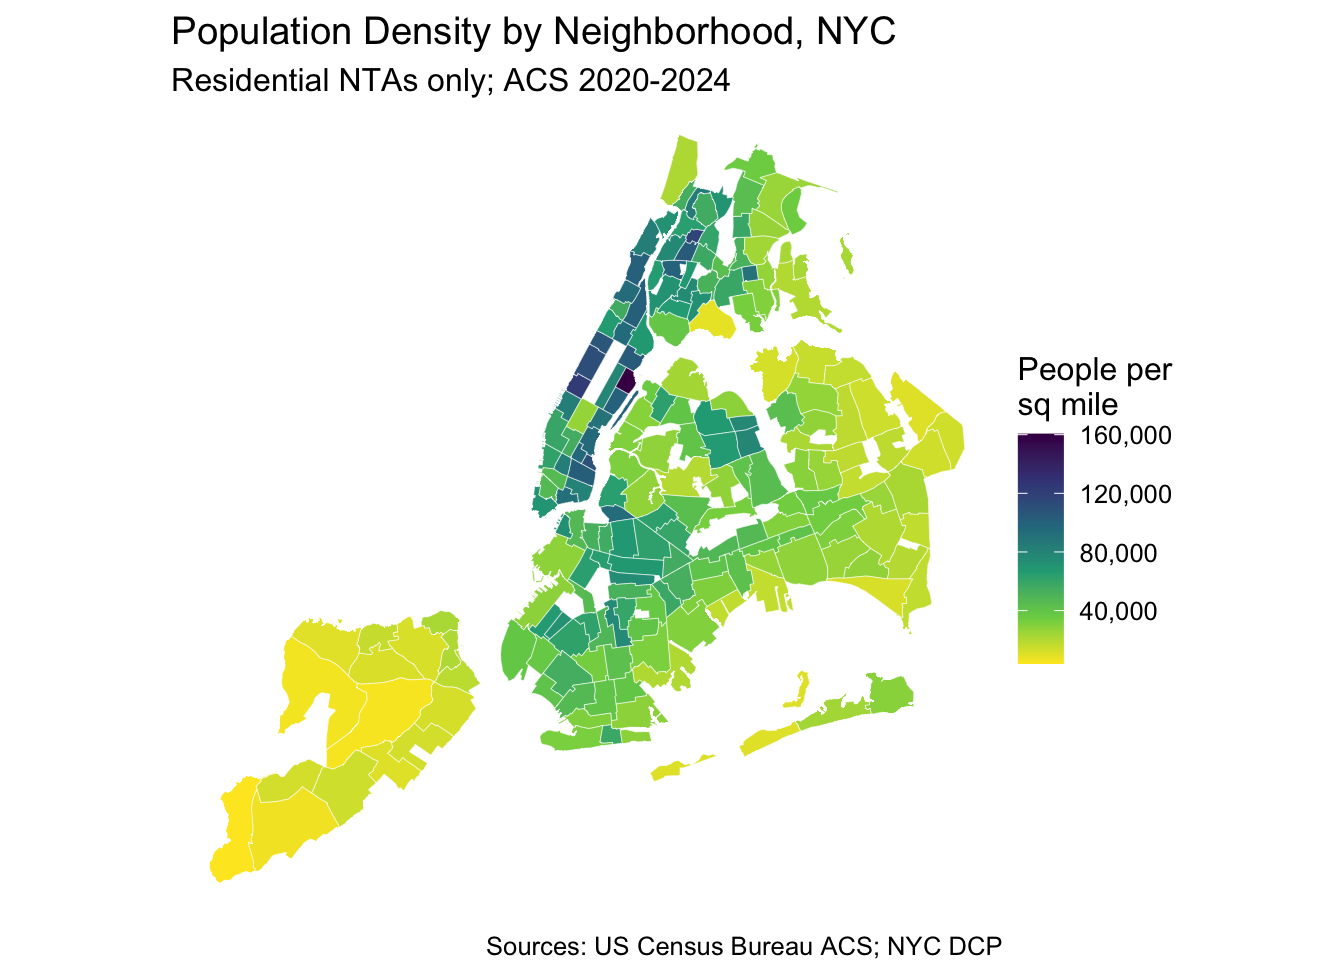 Population Density by Neighborhood, NYC
Residential NTAs only; ACS 2020-2024
People per
sq mile
160,000
120,000
80,000
40,000
Sources: US Census Bureau ACS; NYC DCP